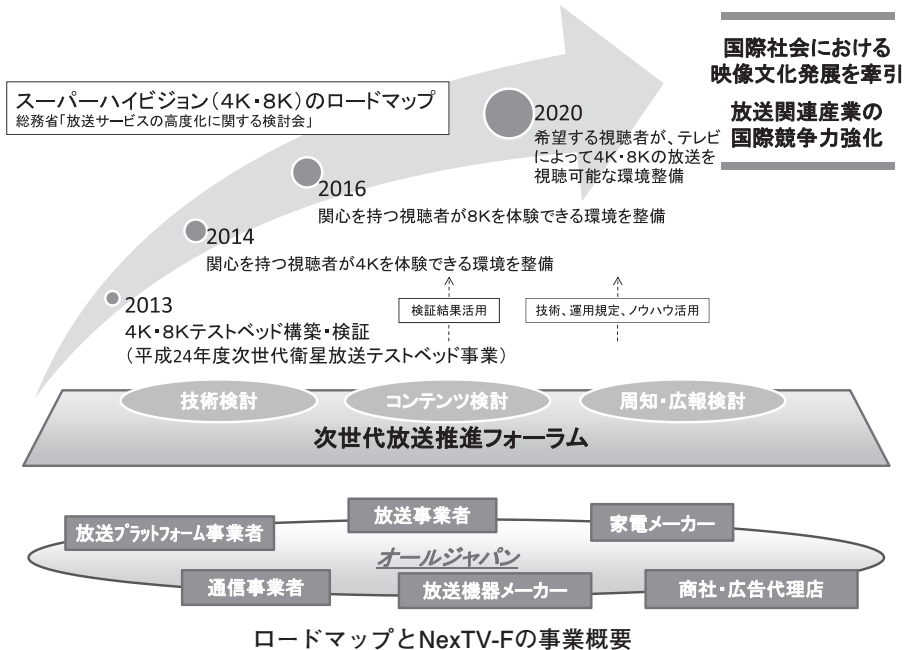 国際社会における
映像文化発展を牽引
放送関連産業の
国際競争力強化
スーパーハイビジョン（4K・8K）のロードマップ
総務省「放送サービスの高度化に関する検討会」
2020
希望する視聴者が、テレビ
によって4K・8Kの放送を
視聴可能な環境整備
2016
関心を持つ視聴者が8Kを体験できる環境を整備
2014
関心を持つ視聴者が4Kを体験できる環境を整備
2013
4K・8Kテストベッド構築・検証
（平成24年度次世代衛星放送テストベッド事業）
検証結果活用
技術、運用規定、ノウハウ活用
技術検討
コンテンツ検討
周知・広報検討
次世代放送推進フォーラム
放送プラットフォーム事業者
放送事業者
家電メーカー
オールジャパン
通信事業者
放送機器メーカー
商社・広告代理店
ロードマップとNexTV-Fの事業概要